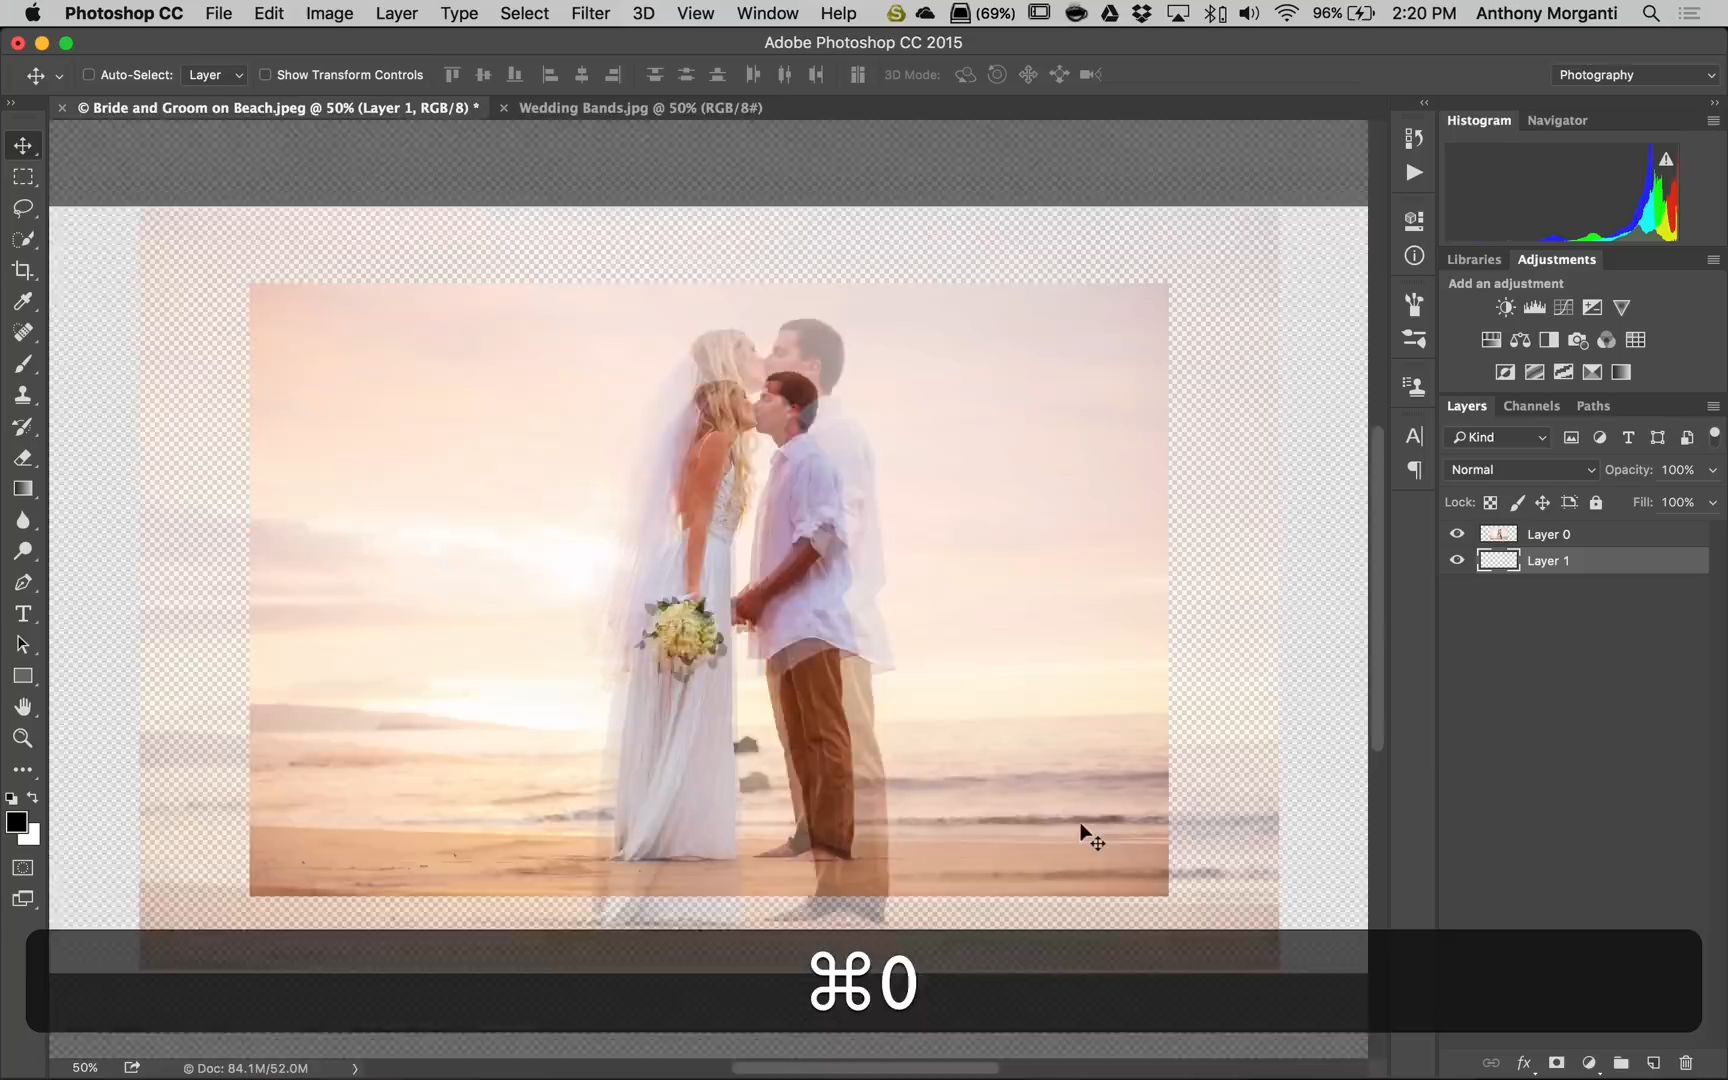 Photoshop CC File Edit Image Layer Type Select Filter 3D View Window Help (69%) 96% 2:20 PM Anthony Morganti
Adobe Photoshop CC 2015
Auto-Select: Layer Show Transform Controls 3D Mode: Photography
© Bride and Groom on Beach.jpeg @ 50% (Layer 1, RGB/8) * Wedding Bands.jpg @ 50% (RGB/8#)
Histogram Navigator
Libraries Adjustments
Add an adjustment
Layers Channels Paths
Kind
Normal Opacity: 100%
Lock: Fill: 100%
Layer 0
Layer 1
⌘0
50% © Doc: 84.1M/52.0M